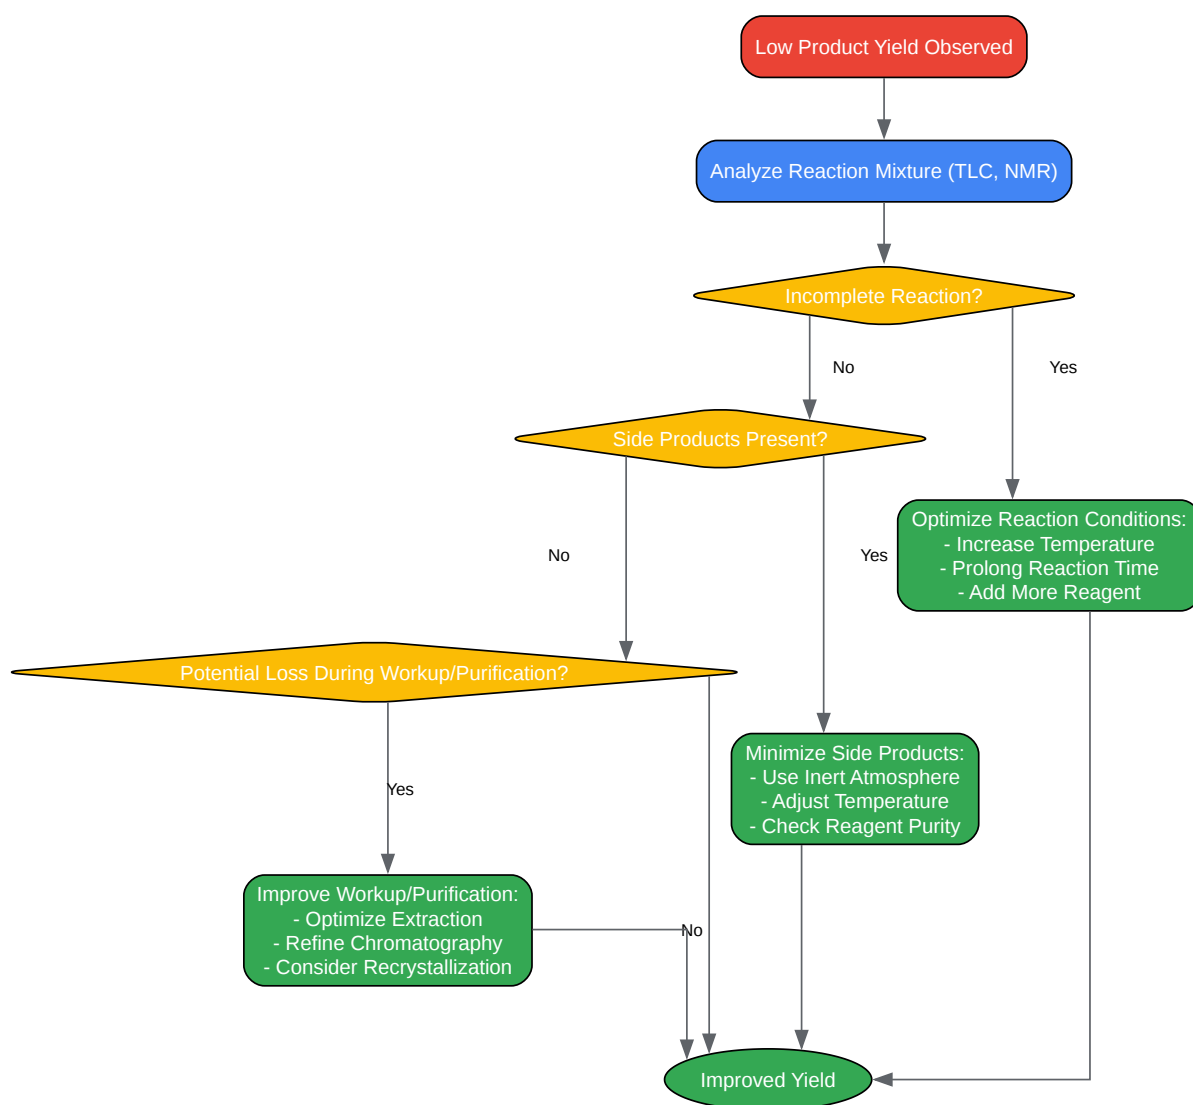 Low Product Yield Observed
Analyze Reaction Mixture (TLC, NMR)
Incomplete Reaction?
No
Yes
Side Products Present?
No
Yes
Optimize Reaction Conditions:
- Increase Temperature
- Prolong Reaction Time
- Add More Reagent
Potential Loss During Workup/Purification?
Yes
Minimize Side Products:
- Use Inert Atmosphere
- Adjust Temperature
- Check Reagent Purity
Improve Workup/Purification:
- Optimize Extraction
- Refine Chromatography
- Consider Recrystallization
No
Improved Yield